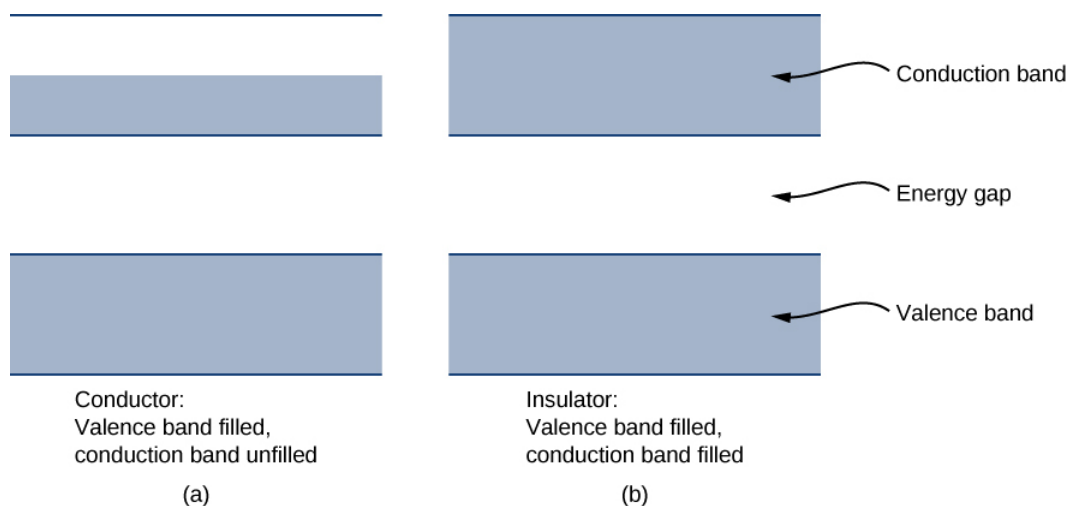 Conduction band
Energy gap
Valence band
Conductor:
Valence band filled,
conduction band unfilled
(a)
Insulator:
Valence band filled,
conduction band filled
(b)